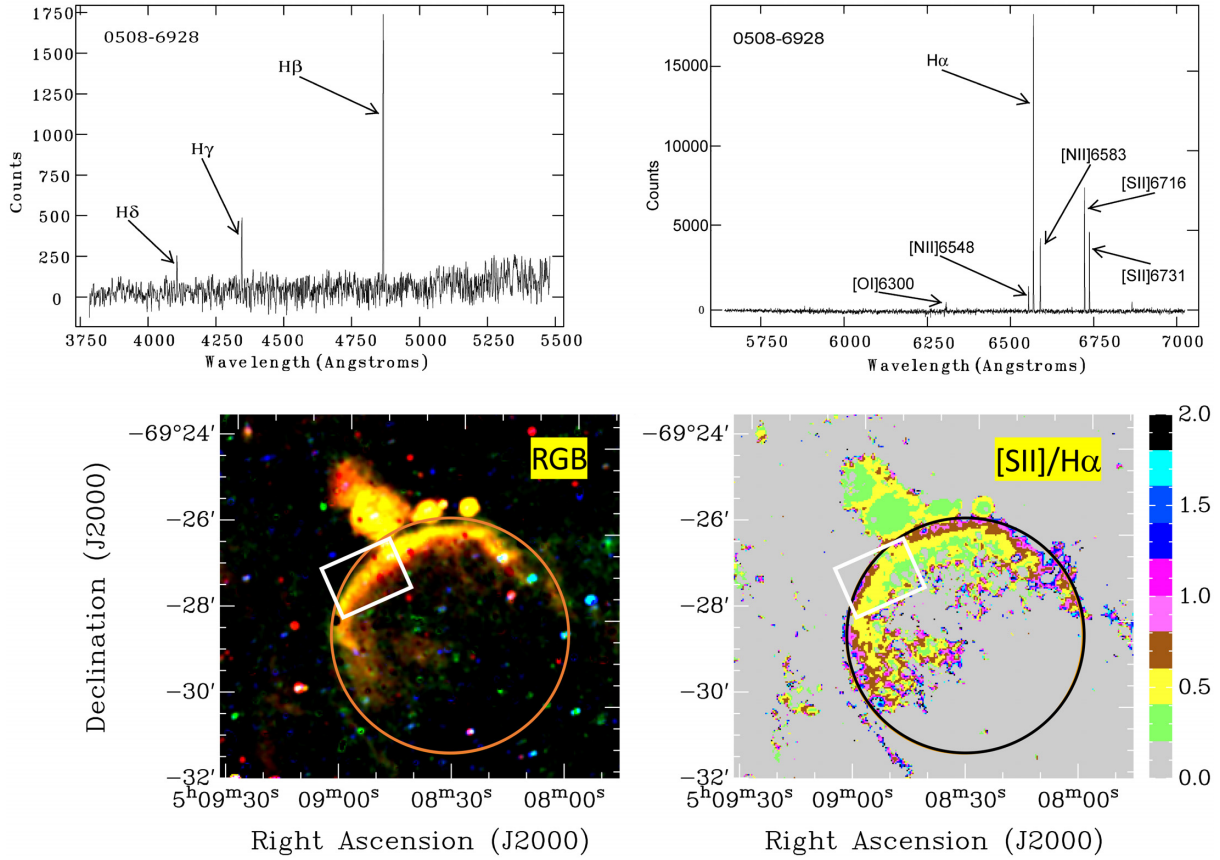 1750
1500
1250
1000
750
500
250
0
Counts
0508-6928
Hβ
Hγ
Hδ
3750 4000 4250 4500 4750 5000 5250 5500
Wavelength(Angstroms)
15000
10000
5000
0
Counts
0508-6928
Hα
[NII]6583
[SII]6716
[NII]6548
[OI]6300
[SII]6731
5750 6000 6250 6500 6750 7000
Wavelength(Angstroms)
−69°24′
−26′
−28′
−30′
−32′
Declination (J2000)
RGB
5ʰ09ᵐ30ˢ 09ᵐ00ˢ 08ᵐ30ˢ 08ᵐ00ˢ
Right Ascension (J2000)
−69°24′
−26′
−28′
−30′
−32′
[SII]/Hα
5ʰ09ᵐ30ˢ 09ᵐ00ˢ 08ᵐ30ˢ 08ᵐ00ˢ
Right Ascension (J2000)
2.0
1.5
1.0
0.5
0.0